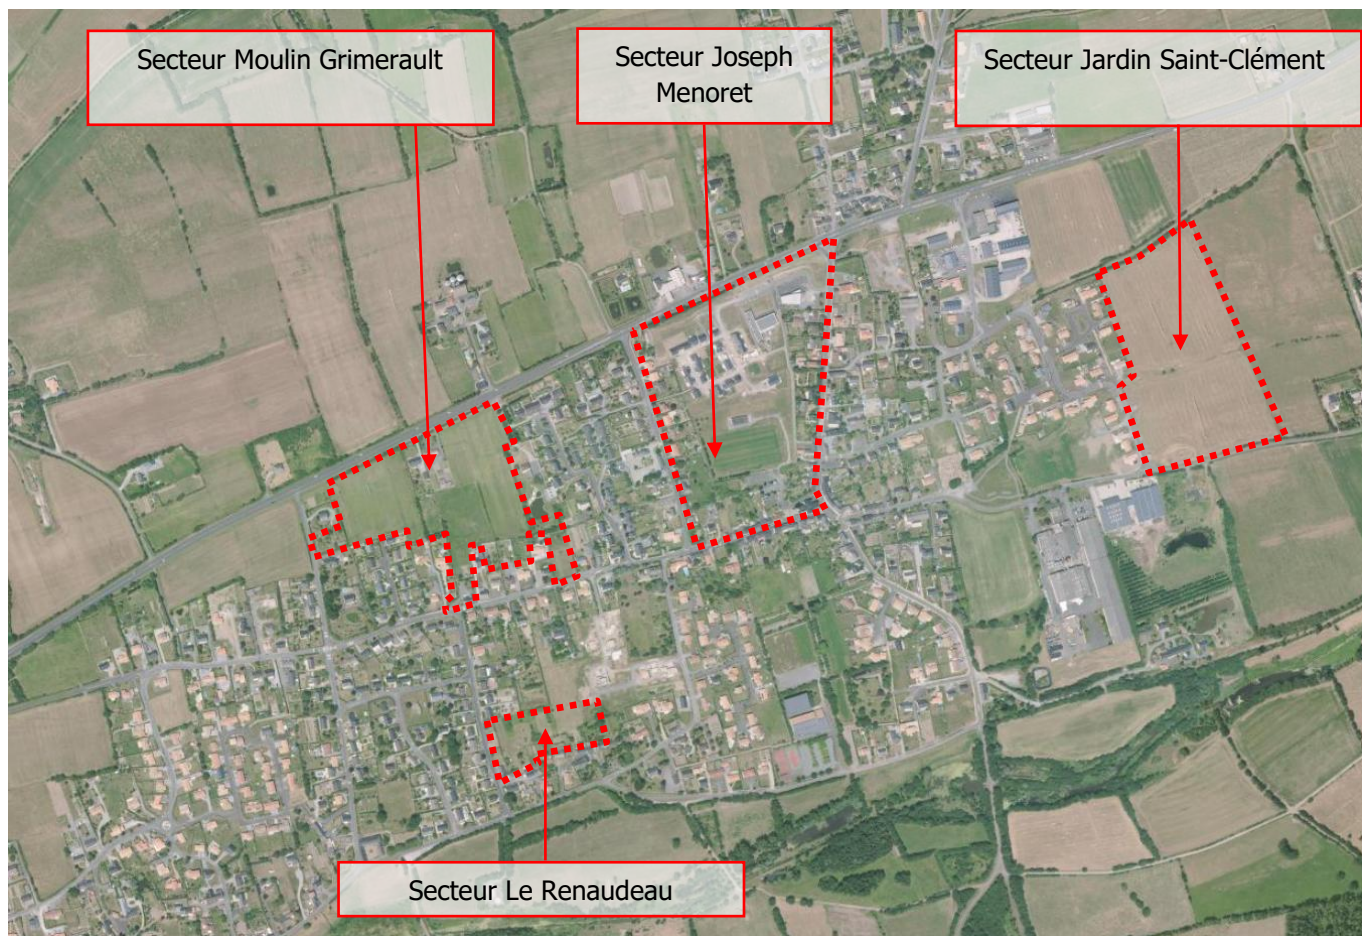 Secteur Moulin Grimerault
Secteur Joseph
Menoret
Secteur Jardin Saint-Clément
Secteur Le Renaudeau